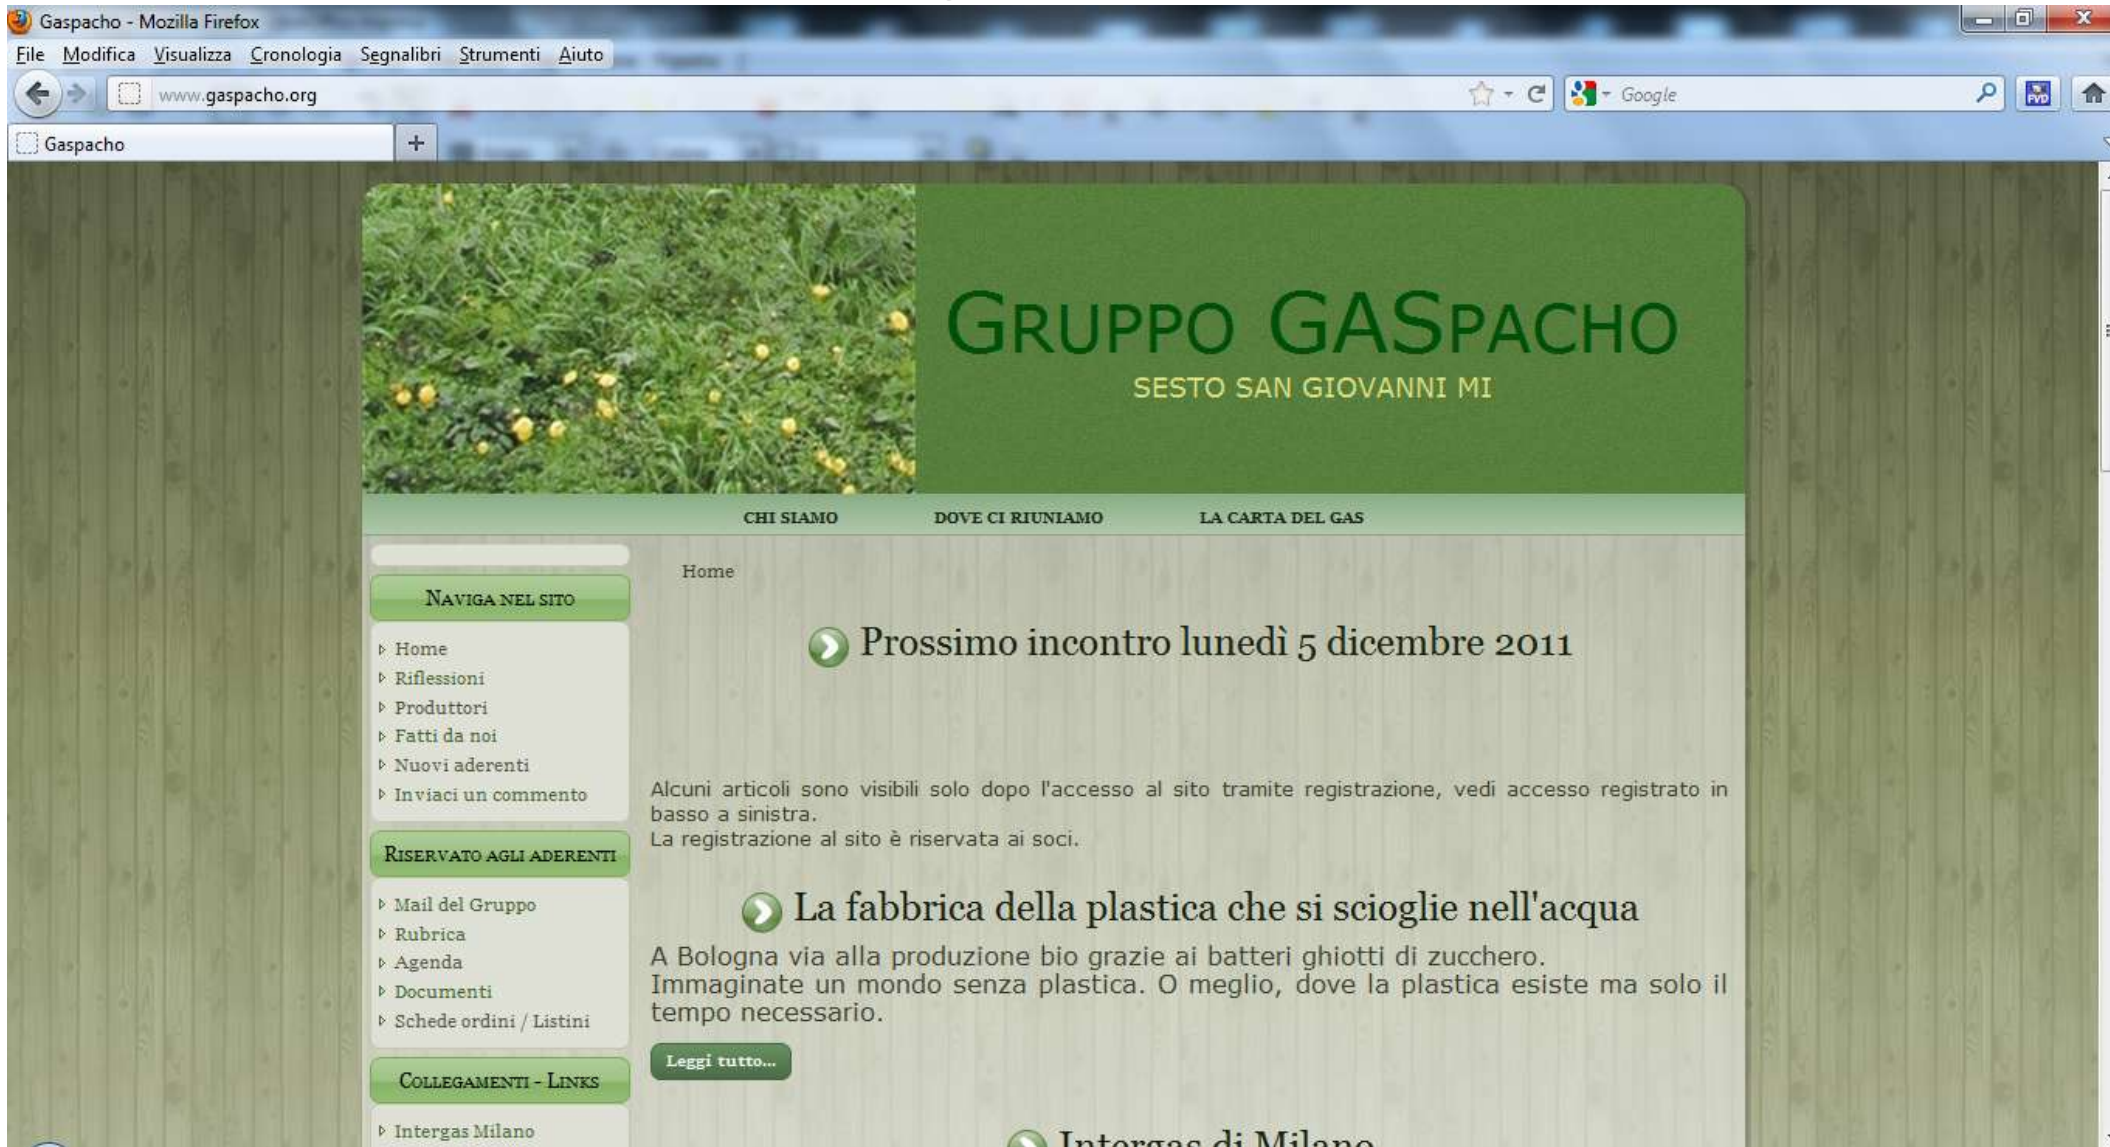 Gaspacho - Mozilla Firefox
File Modifica Visualizza Cronologia Segnalibri Strumenti Aiuto
www.gaspacho.org
Google
FVD
Gaspacho
GRUPPO GASPACHO
SESTO SAN GIOVANNI MI
CHI SIAMO DOVE CI RIUNIAMO LA CARTA DEL GAS
NAVIGA NEL SITO
Home
Riflessioni
Produttori
Fatti da noi
Nuovi aderenti
Inviaci un commento
RISERVATO AGLI ADERENTI
Mail del Gruppo
Rubrica
Agenda
Documenti
Schede ordini / Listini
COLLEGAMENTI - LINKS
Intergas Milano
Home
Prossimo incontro lunedì 5 dicembre 2011
Alcuni articoli sono visibili solo dopo l'accesso al sito tramite registrazione, vedi accesso registrato in
basso a sinistra.
La registrazione al sito è riservata ai soci.
La fabbrica della plastica che si scioglie nell'acqua
A Bologna via alla produzione bio grazie ai batteri ghiotti di zucchero.
Immaginate un mondo senza plastica. O meglio, dove la plastica esiste ma solo il
tempo necessario.
Leggi tutto...
Intergas di Milano